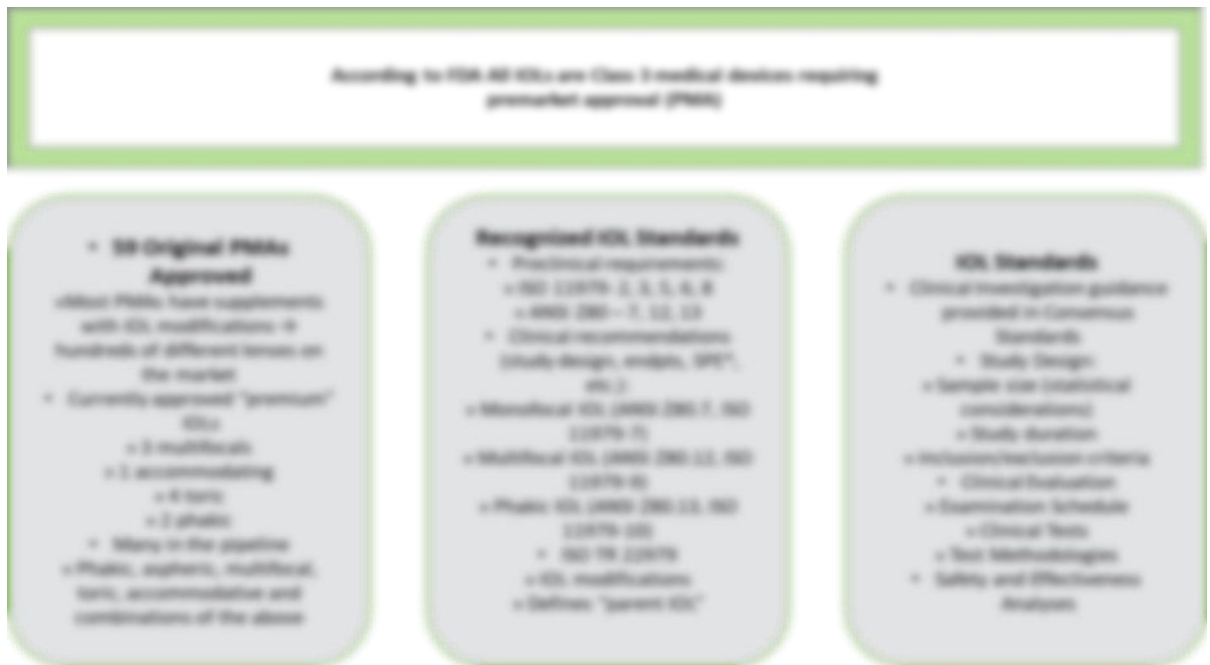 According to FDA All IOLs are Class 3 medical devices requiring
premarket approval (PMA)
• 59 Original PMAs
Approved
»Most PMAs have supplements
with IOL modifications →
hundreds of different lenses on
the market
• Currently approved "premium"
IOLs
» 3 multifocals
» 1 accommodating
» 4 toric
» 2 phakic
• Many in the pipeline
» Phakic, aspheric, multifocal,
toric, accommodative and
combinations of the above
Recognized IOL Standards
• Preclinical requirements:
» ISO 11979- 2, 3, 5, 6, 8
» ANSI Z80 – 7, 12, 13
• Clinical recommendations
(study design, endpts, SPE*,
etc.):
» Monofocal IOL (ANSI Z80.7, ISO
11979-7)
» Multifocal IOL (ANSI Z80.12, ISO
11979-9)
» Phakic IOL (ANSI Z80.13, ISO
11979-10)
• ISO TR 22979
» IOL modifications
» Defines "parent IOL"
IOL Standards
• Clinical Investigation guidance
provided in Consensus
Standards
• Study Design:
» Sample size (statistical
considerations)
» Study duration
» Inclusion/exclusion criteria
• Clinical Evaluation
» Examination Schedule
» Clinical Tests
» Test Methodologies
• Safety and Effectiveness
Analyses